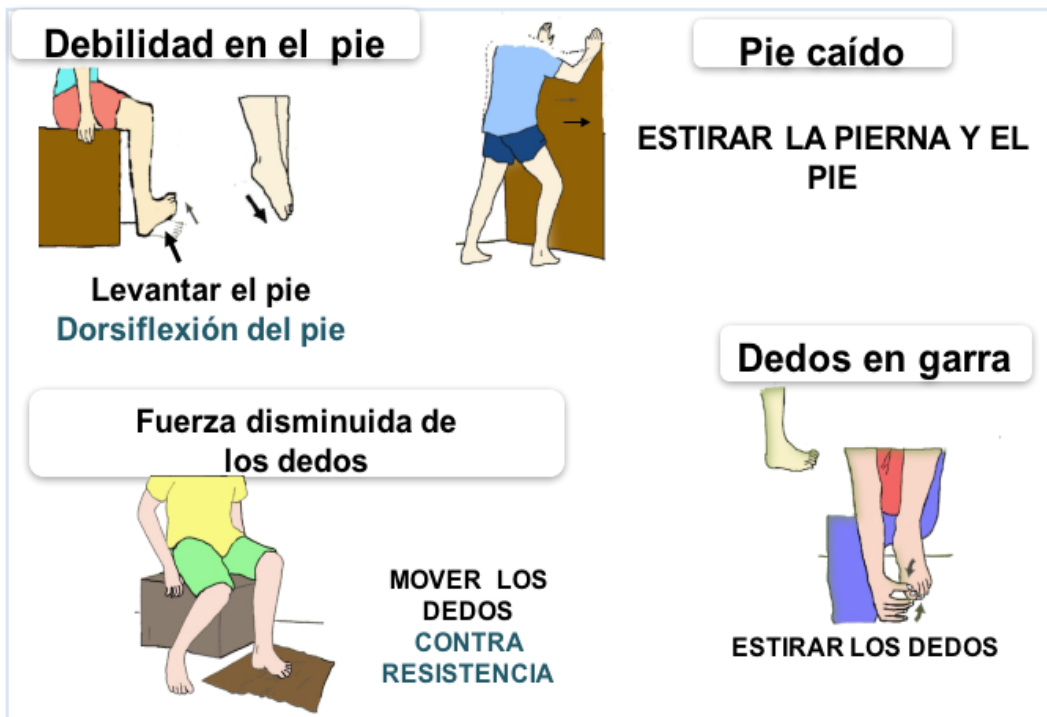 Debilidad en el pie
Levantar el pie
Dorsiflexión del pie
Pie caído
ESTIRAR LA PIERNA Y EL
PIE
Fuerza disminuida de
los dedos
MOVER LOS
DEDOS
CONTRA
RESISTENCIA
Dedos en garra
ESTIRAR LOS DEDOS